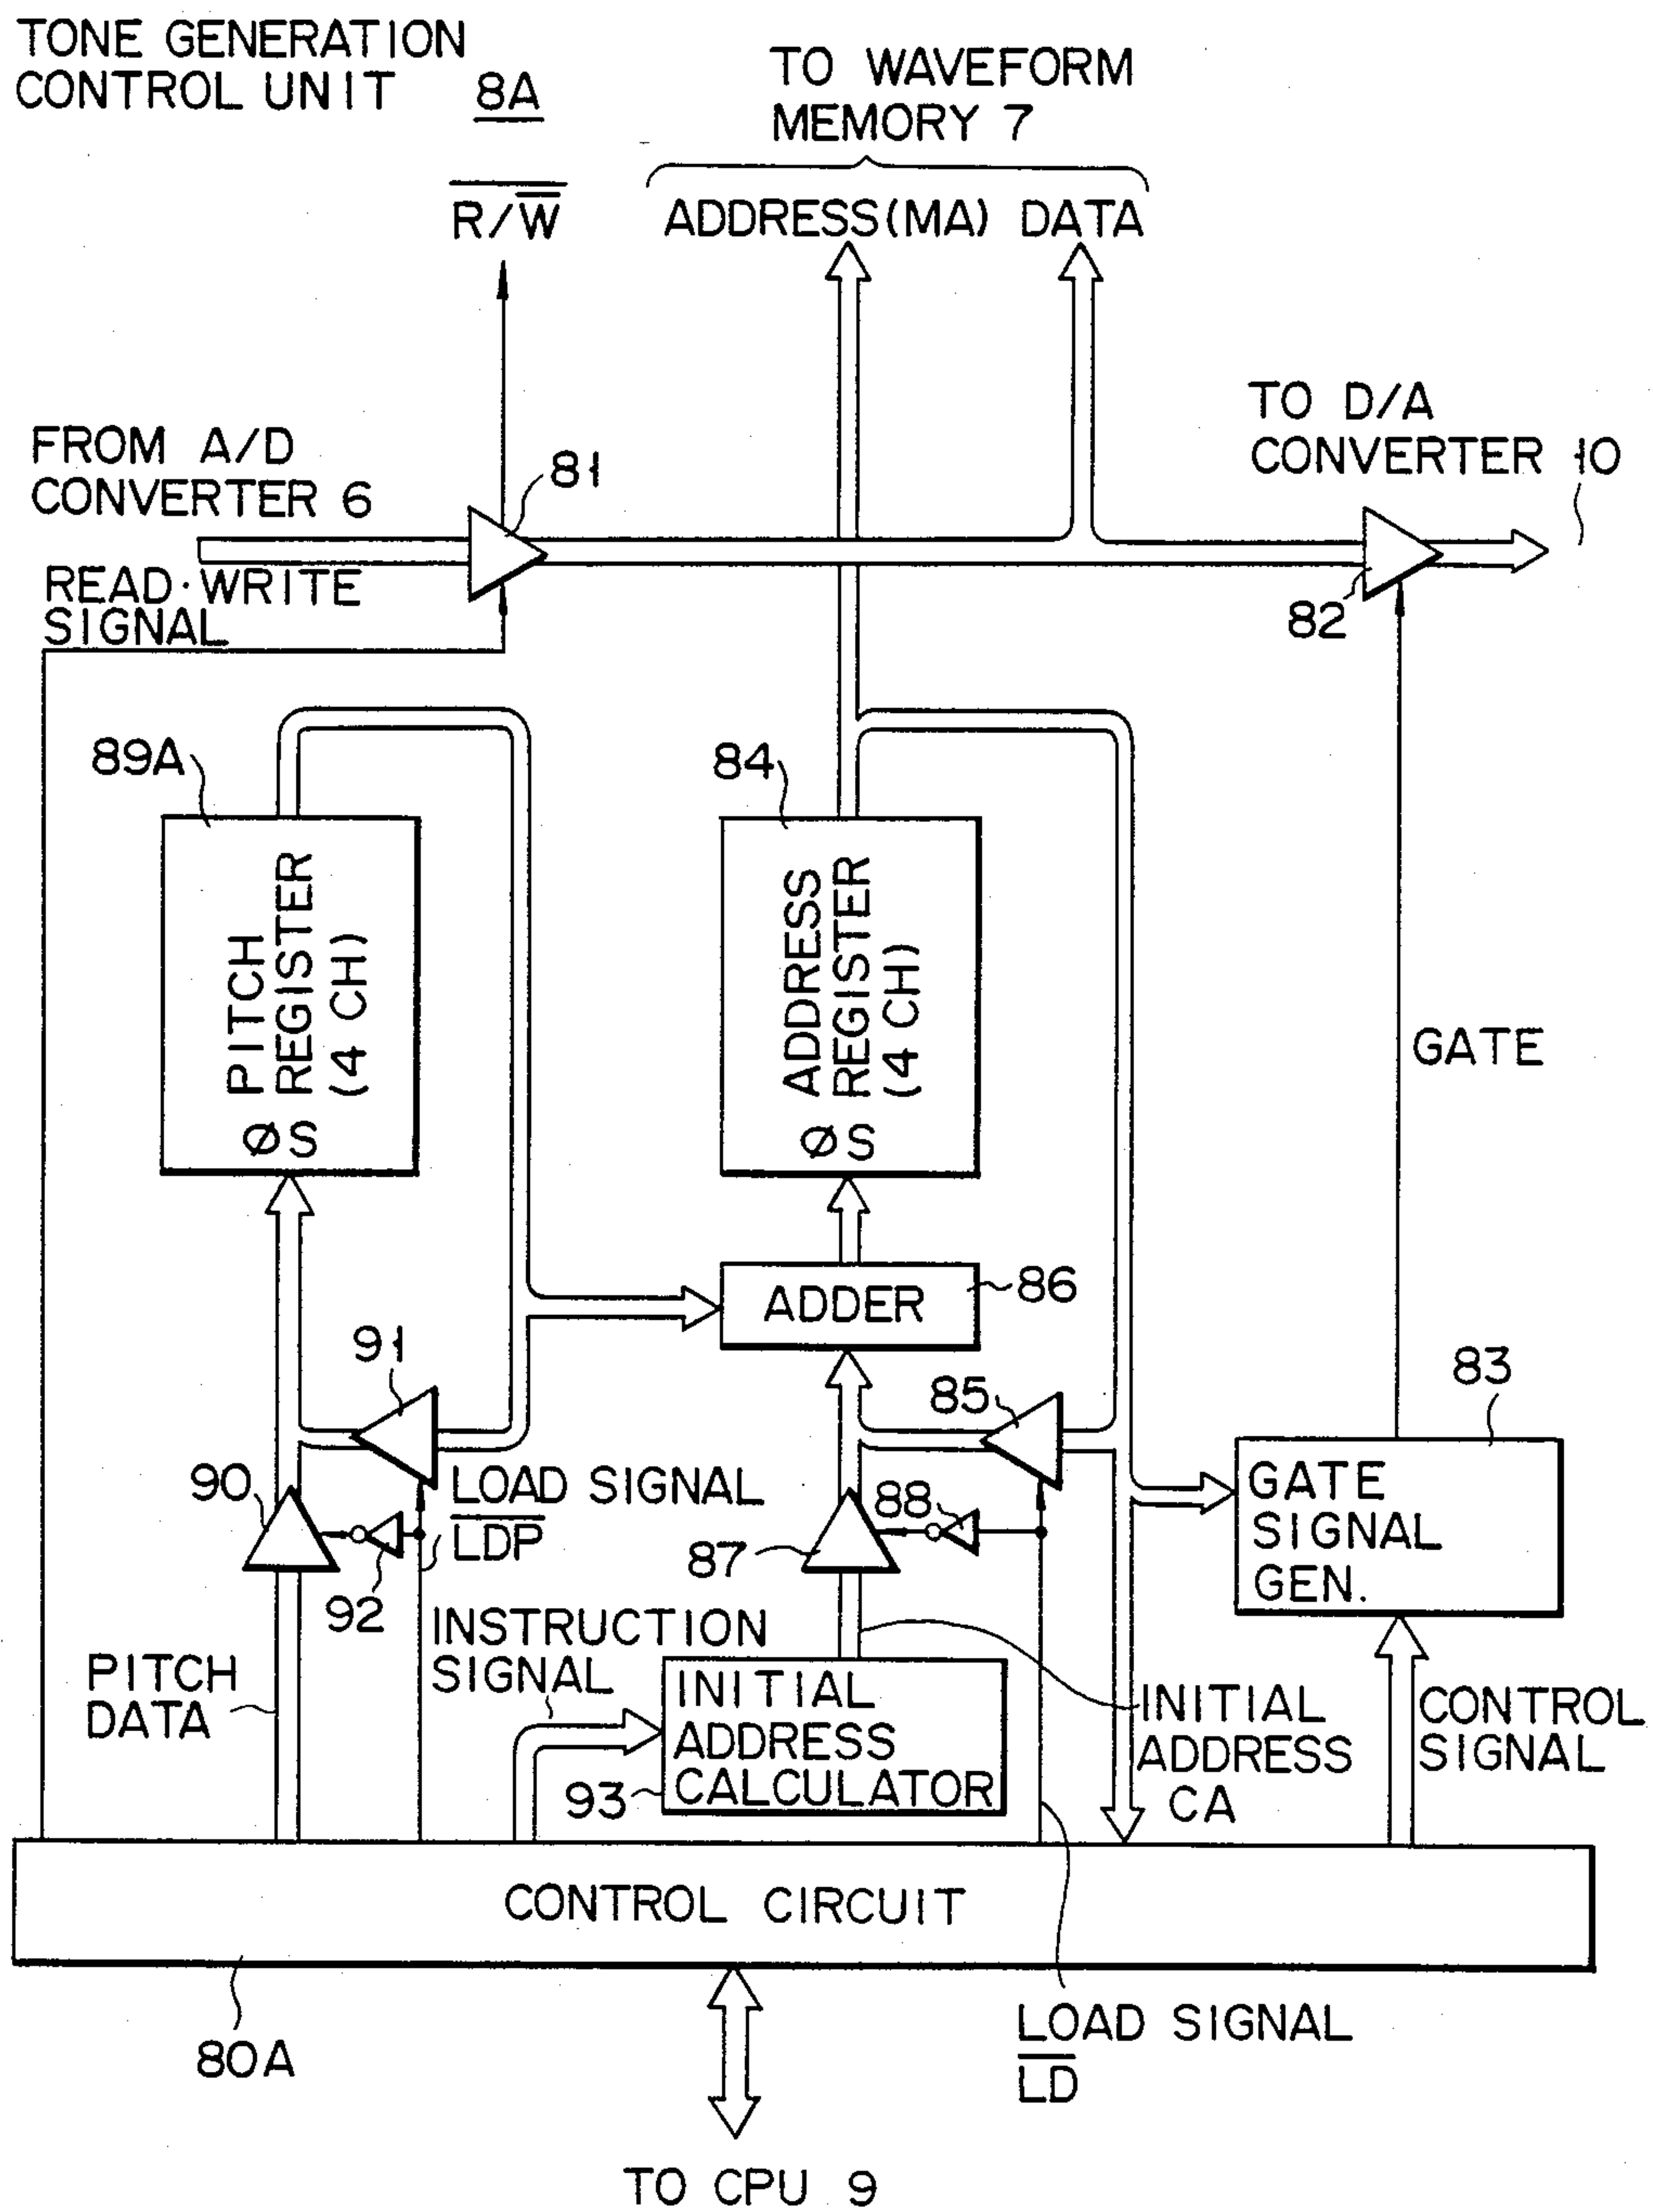 TONE GENERATION
CONTROL UNIT 8A
TO WAVEFORM
MEMORY 7
R/W
ADDRESS(MA) DATA
FROM A/D
CONVERTER 6
81
TO D/A
CONVERTER 10
READ·WRITE
SIGNAL
82
89A
84
PITCH
REGISTER
(4 CH)
ØS
ADDRESS
REGISTER
(4 CH)
ØS
GATE
ADDER
86
91
85
83
90
LOAD SIGNAL
LDP
88
87
92
GATE
SIGNAL
GEN.
INSTRUCTION
SIGNAL
PITCH
DATA
INITIAL
ADDRESS
CALCULATOR
93
INITIAL
ADDRESS
CA
CONTROL
SIGNAL
CONTROL CIRCUIT
80A
LOAD SIGNAL
LD
TO CPU 9